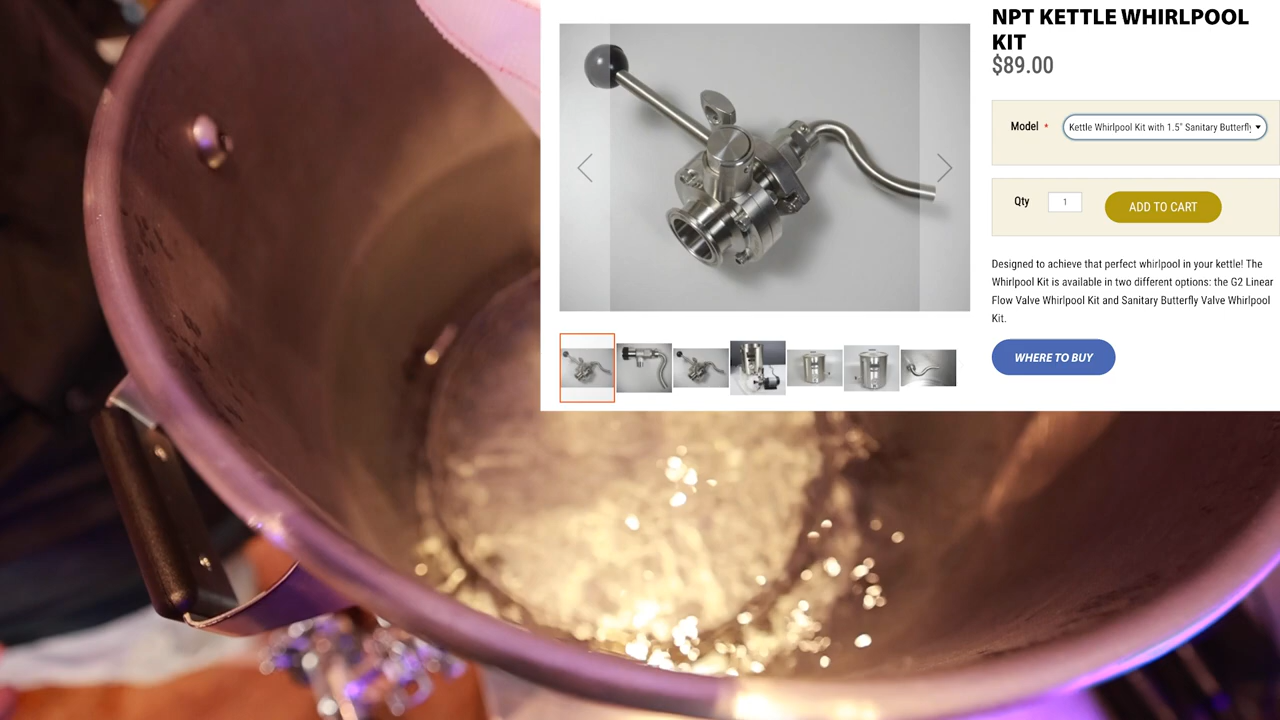 NPT KETTLE WHIRLPOOL
KIT
$89.00
Model *
Kettle Whirlpool Kit with 1.5" Sanitary Butterfly
Qty
1
ADD TO CART
Designed to achieve that perfect whirlpool in your kettle! The
Whirlpool Kit is available in two different options: the G2 Linear
Flow Valve Whirlpool Kit and Sanitary Butterfly Valve Whirlpool
Kit.
WHERE TO BUY